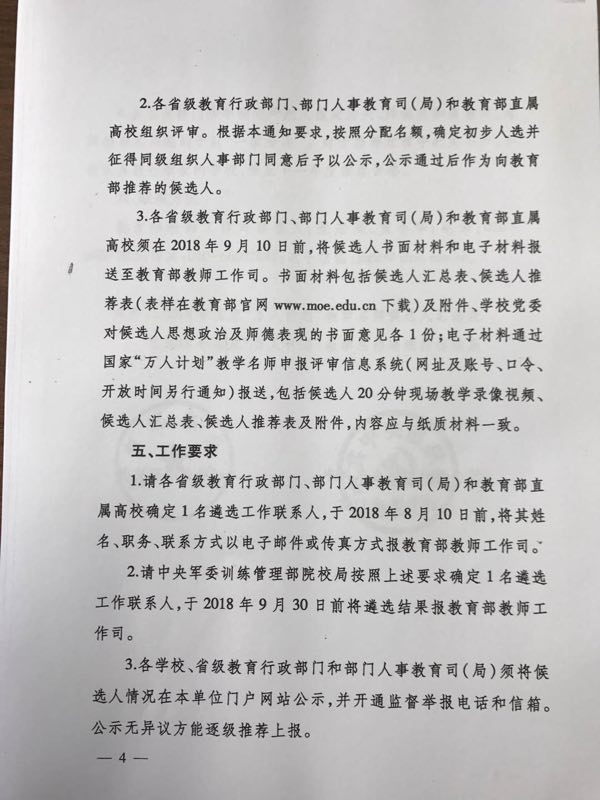 2.各省级教育行政部门、部门人事教育司(局)和教育部直属
高校组织评审。根据本通知要求,按照分配名额,确定初步人选并
征得同级组织人事部门同意后予以公示,公示通过后作为向教育
部推荐的候选人。
3.各省级教育行政部门、部门人事教育司(局)和教育部直属
高校须在2018年9月10日前,将候选人书面材料和电子材料报
送至教育部教师工作司。书面材料包括候选人汇总表、候选人推
荐表(表样在教育部官网 www.moe.edu.cn 下载)及附件、学校党委
对候选人思想政治及师德表现的书面意见各1份;电子材料通过
国家“万人计划”教学名师申报评审信息系统(网址及账号、口令、
开放时间另行通知)报送,包括候选人20分钟现场教学录像视频、
候选人汇总表、候选人推荐表及附件,内容应与纸质材料一致。
五、工作要求
1.请各省级教育行政部门、部门人事教育司(局)和教育部直
属高校确定1名遴选工作联系人,于2018年8月10日前,将其姓
名、职务、联系方式以电子邮件或传真方式报教育部教师工作司。
2.请中央军委训练管理部院校局按照上述要求确定1名遴选
工作联系人,于2018年9月30日前将遴选结果报教育部教师工
作司。
3.各学校、省级教育行政部门和部门人事教育司(局)须将候
选人情况在本单位门户网站公示,并开通监督举报电话和信箱。
公示无异议方能逐级推荐上报。
— 4 —